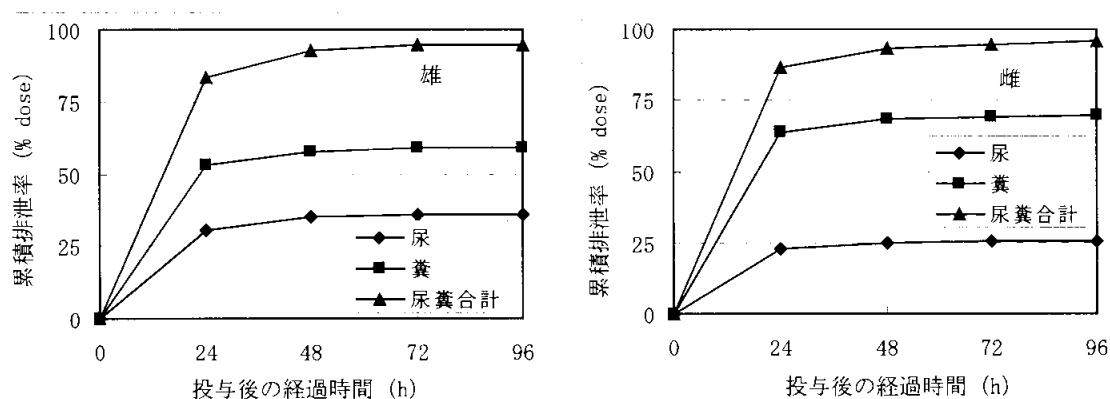 100
75
50
25
0
累積排泄率 (% dose)
雄
尿
糞
尿糞合計
0 24 48 72 96
投与後の経過時間 (h)
100
75
50
25
0
累積排泄率 (% dose)
雌
尿
糞
尿糞合計
0 24 48 72 96
投与後の経過時間 (h)